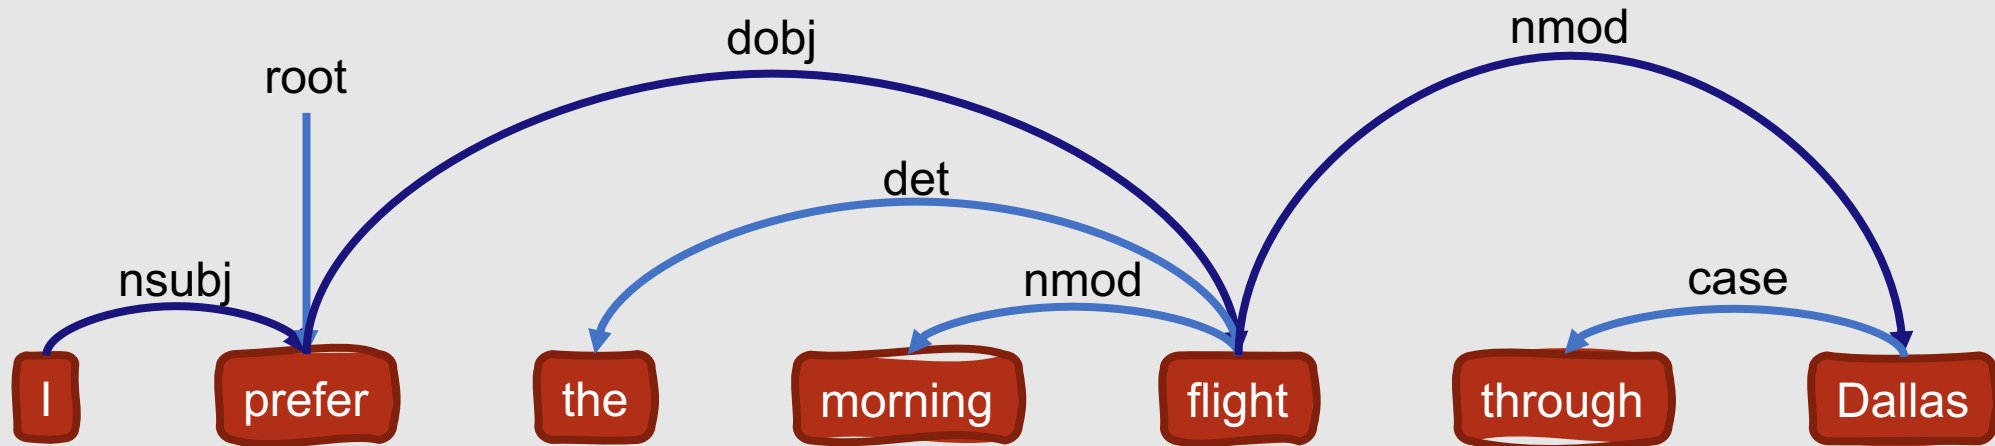 nmod
dobj
root
det
nsubj
nmod
case
I prefer the morning flight through Dallas